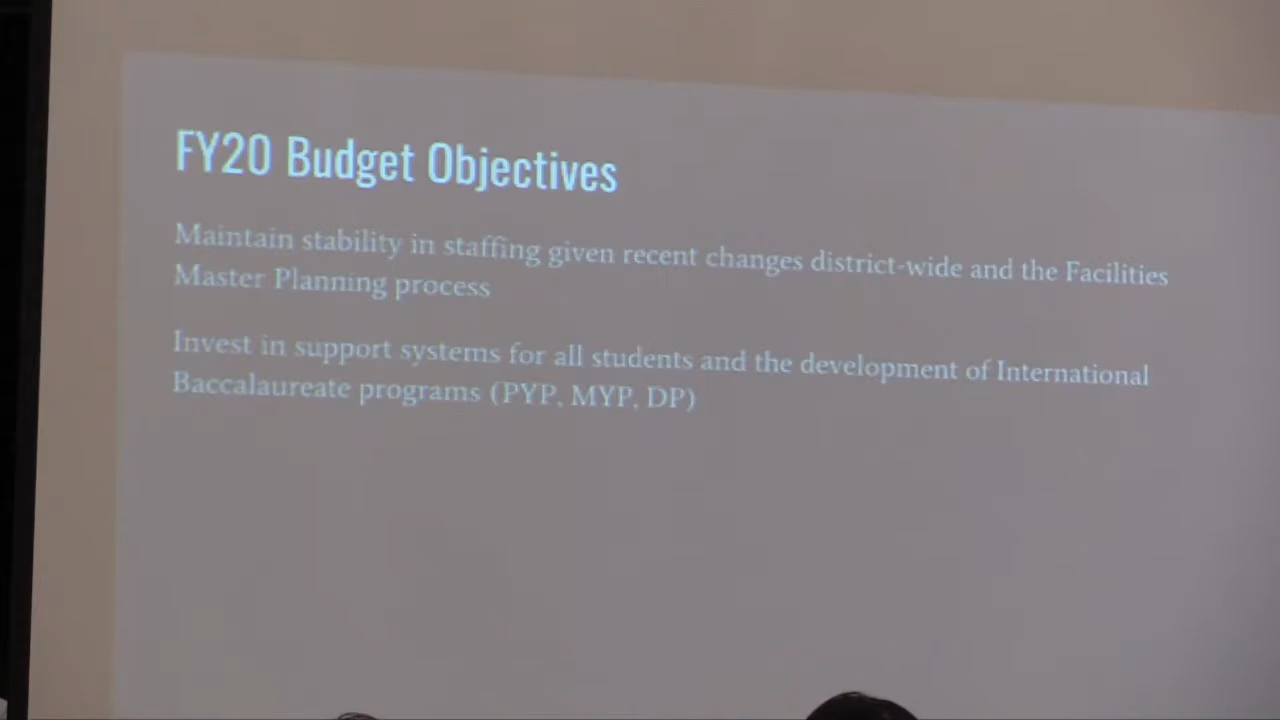 FY20 Budget Objectives
Maintain stability in staffing given recent changes district-wide and the Facilities
Master Planning process
Invest in support systems for all students and the development of International
Baccalaureate programs (PYP, MYP, DP)